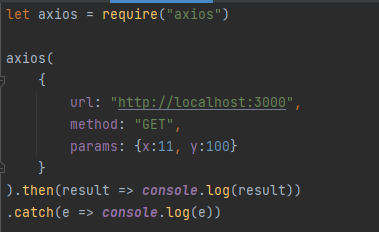 let axios = require("axios")
axios(
{
url: "http://localhost:3000",
method: "GET",
params: {x:11, y:100}
}
).then(result => console.log(result))
.catch(e => console.log(e))